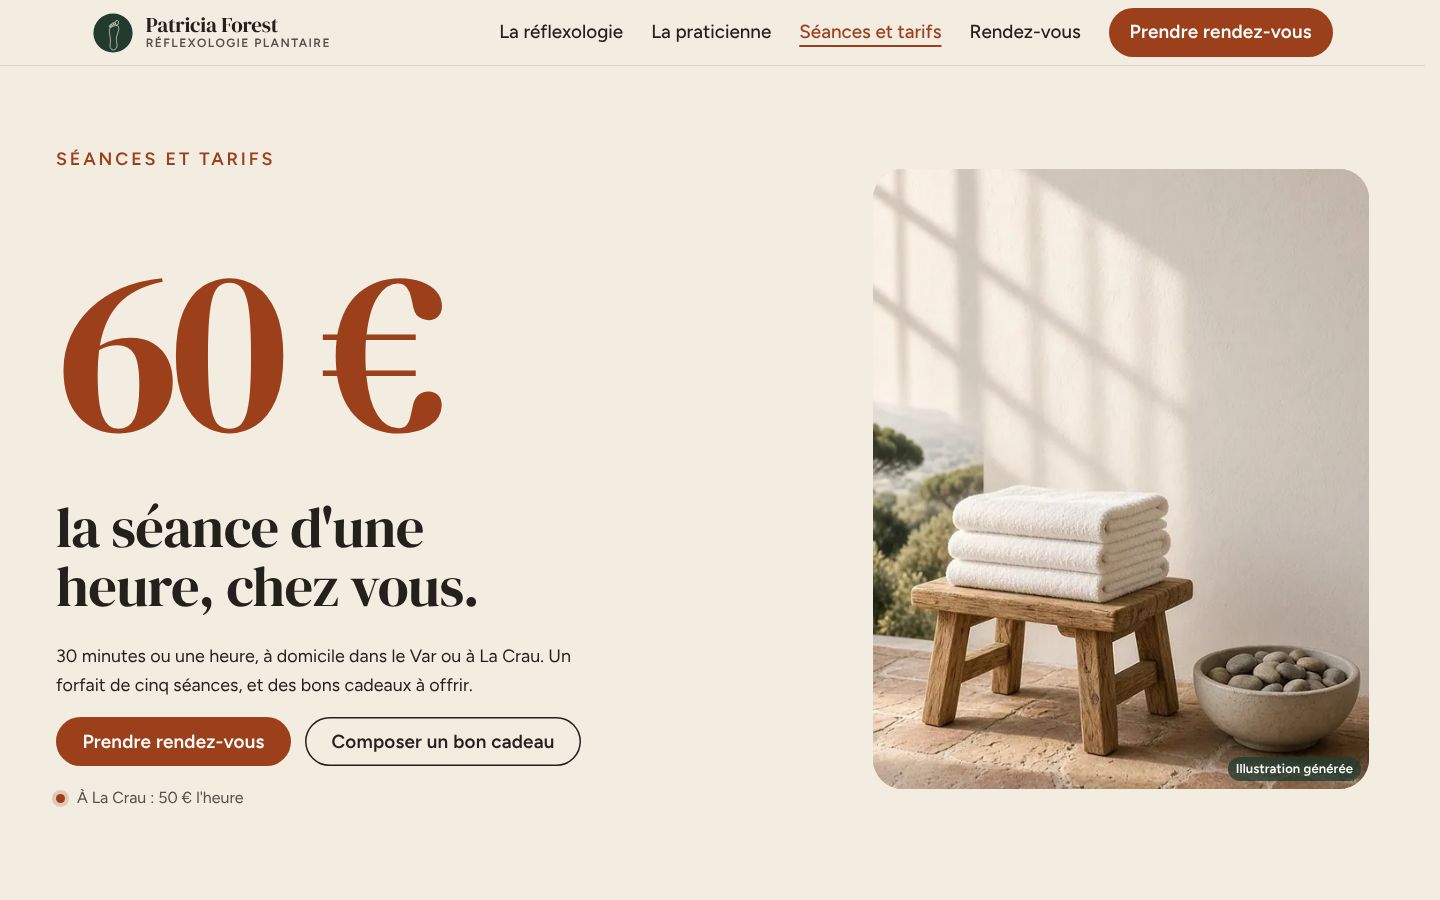 Patricia Forest
RÉFLEXOLOGIE PLANTAIRE
La réflexologie
La praticienne
Séances et tarifs
Rendez-vous
Prendre rendez-vous
SÉANCES ET TARIFS
60 €
la séance d'une
heure, chez vous.
30 minutes ou une heure, à domicile dans le Var ou à La Crau. Un
forfait de cinq séances, et des bons cadeaux à offrir.
Prendre rendez-vous
Composer un bon cadeau
À La Crau : 50 € l'heure
Illustration générée